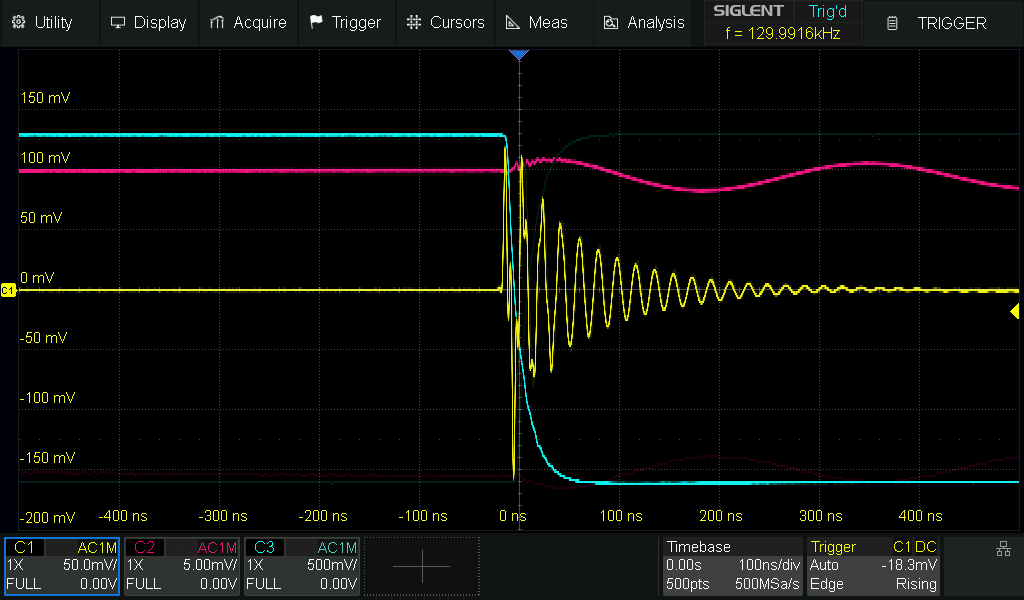 Utility Display Acquire Trigger Cursors Meas Analysis SIGLENT Trig'd TRIGGER
f = 129.9916kHz
150 mV
100 mV
50 mV
0 mV
C1
-50 mV
-100 mV
-150 mV
-200 mV -400 ns -300 ns -200 ns -100 ns 0 ns 100 ns 200 ns 300 ns 400 ns
C1 AC1M C2 AC1M C3 AC1M Timebase Trigger C1 DC
1X 50.0mV/ 1X 5.00mV/ 1X 500mV/ 0.00s 100ns/div Auto -18.3mV
FULL 0.00V FULL 0.00V FULL 0.00V 500pts 500MSa/s Edge Rising